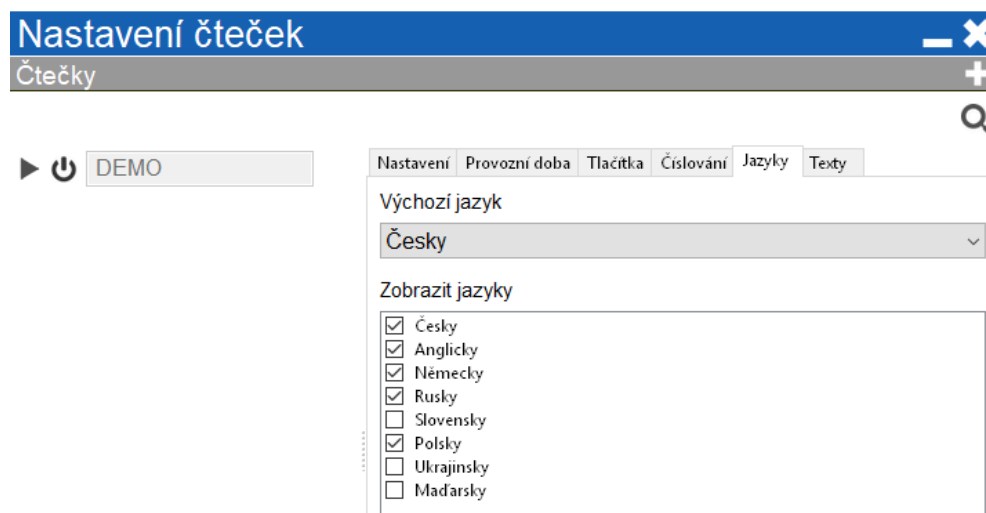 Nastavení čteček
Čtečky
DEMO
Nastavení Provozní doba Tlačítka Číslování Jazyky Texty
Výchozí jazyk
Česky
Zobrazit jazyky
Česky
Anglicky
Německy
Rusky
Slovensky
Polsky
Ukrajinsky
Maďarsky